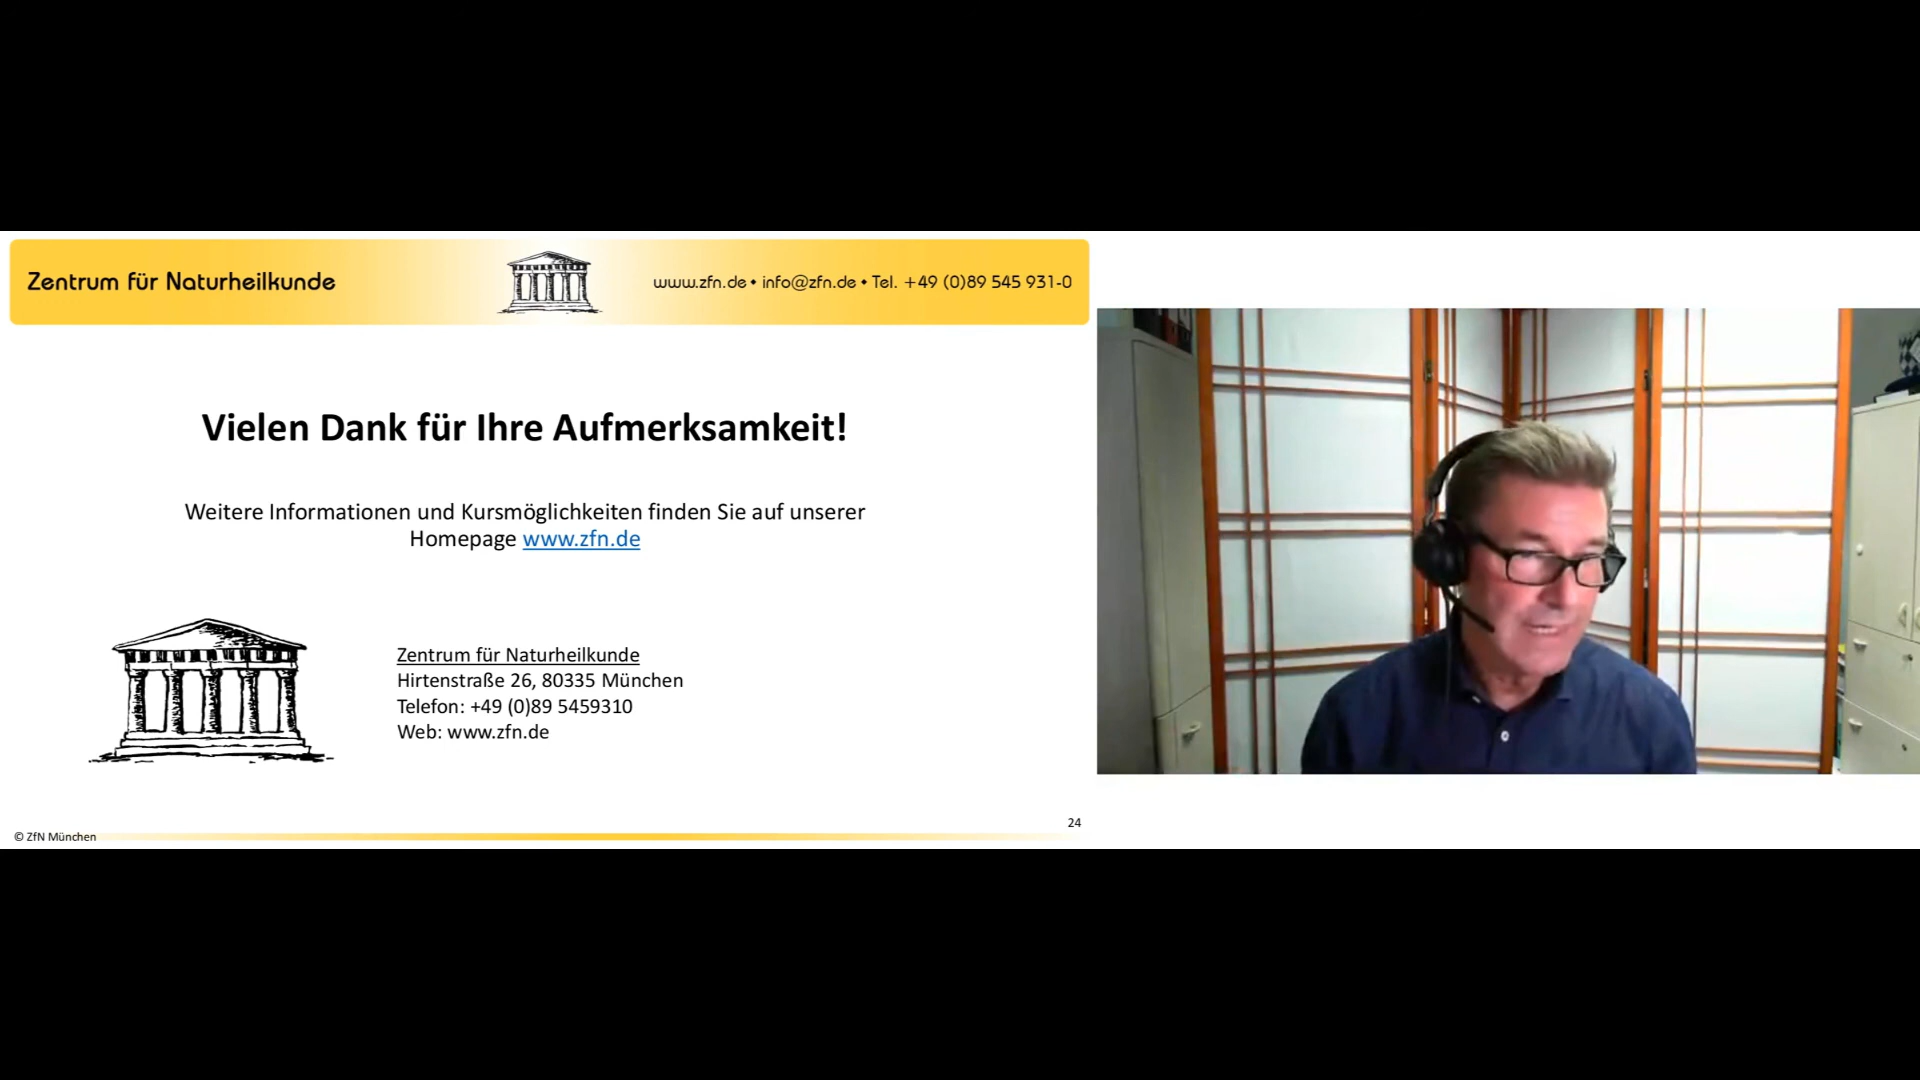 Zentrum für Naturheilkunde
www.zfn.de • info@zfn.de • Tel. +49 (0)89 545 931-0
Vielen Dank für Ihre Aufmerksamkeit!
Weitere Informationen und Kursmöglichkeiten finden Sie auf unserer
Homepage www.zfn.de
Zentrum für Naturheilkunde
Hirtenstraße 26, 80335 München
Telefon: +49 (0)89 5459310
Web: www.zfn.de
24
© ZfN München